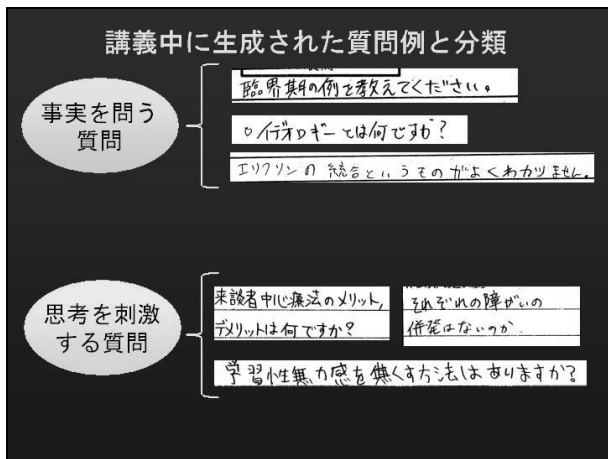 講義中に生成された質問例と分類
事実を問う
質問
臨界期の例を教えてください。
○イデオロギーとは何ですか?
エリクソンの統合というものがよくわかりません。
思考を刺激
する質問
来談者中心療法のメリット,
デメリットは何ですか?
それぞれの障がいの
併発はないのか
学習性無力感を無くす方法はありますか?